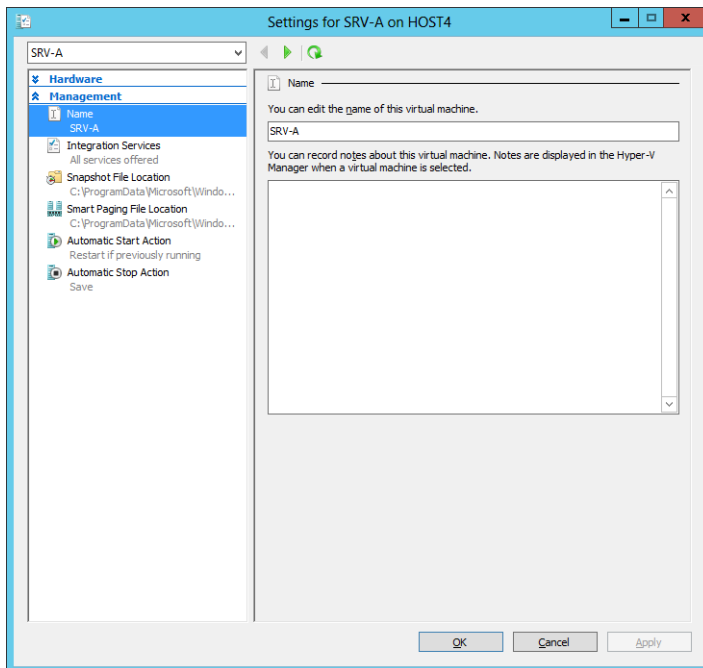 Settings for SRV-A on HOST4
SRV-A
Hardware
Management
Name
SRV-A
Integration Services
All services offered
Snapshot File Location
C:\ProgramData\Microsoft\Windo...
Smart Paging File Location
C:\ProgramData\Microsoft\Windo...
Automatic Start Action
Restart if previously running
Automatic Stop Action
Save
Name
You can edit the name of this virtual machine.
SRV-A
You can record notes about this virtual machine. Notes are displayed in the Hyper-V
Manager when a virtual machine is selected.
OK
Cancel
Apply